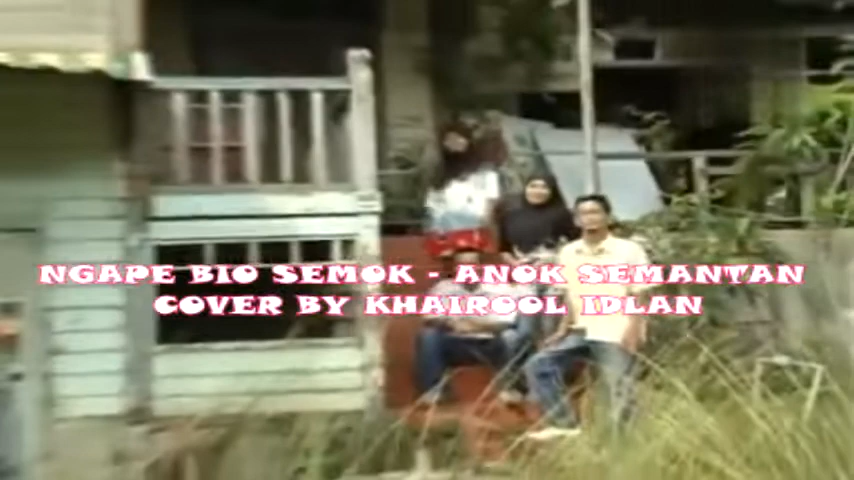 NGAPE BIO SEMOK - ANOK SEMANTAN
COVER BY KHAIROOL IDLAN